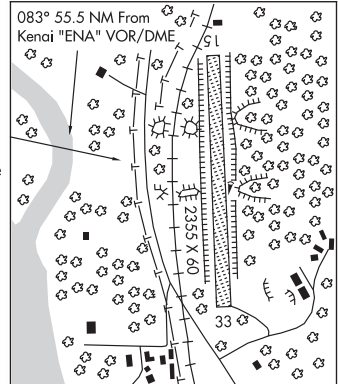 083° 55.5 NM From
Kenai "ENA" VOR/DME
15
2355 X 60
33